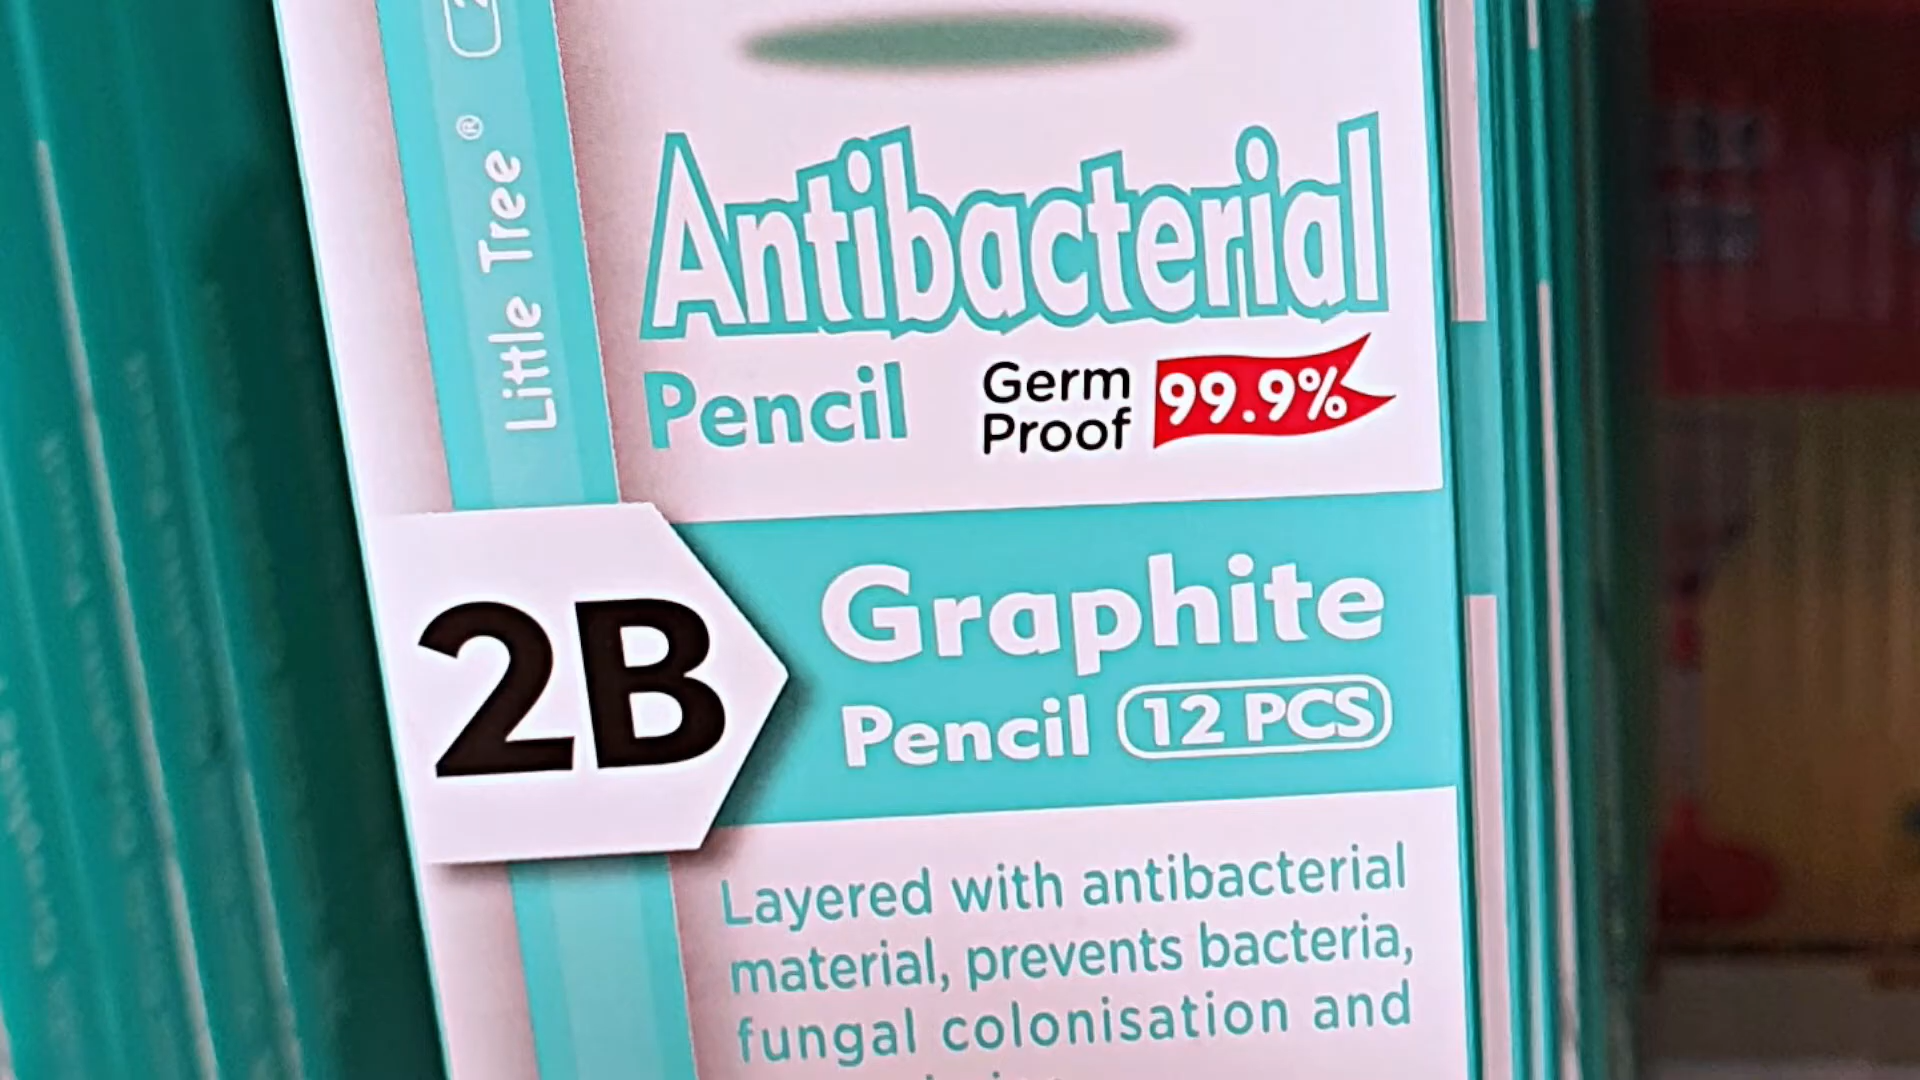 Little Tree®
Antibacterial
Pencil
Germ
Proof
99.9%
2B
Graphite
Pencil 12 PCS
Layered with antibacterial
material, prevents bacteria,
fungal colonisation and